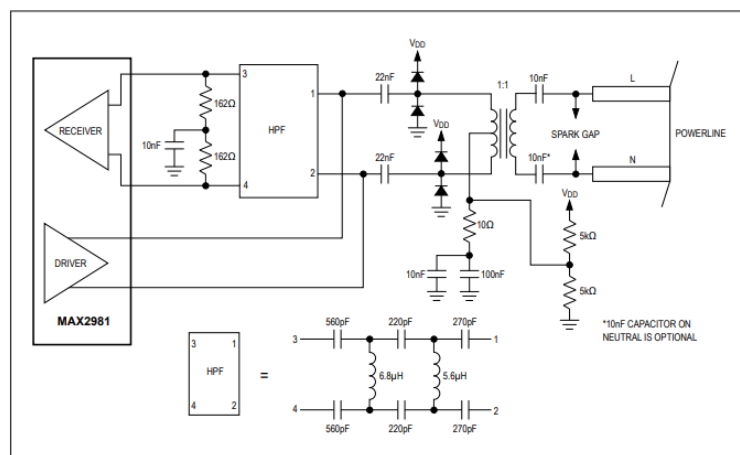 VDD
22nF
1:1
10nF
L
3
1
162Ω
RECEIVER
10nF
HPF
VDD
SPARK GAP
POWERLINE
162Ω
4
2
22nF
10nF*
N
VDD
10Ω
5kΩ
DRIVER
10nF
100nF
5kΩ
MAX2981
560pF
220pF
270pF
*10nF CAPACITOR ON
NEUTRAL IS OPTIONAL
3
1
HPF
4
2
=
3
1
6.8µH
5.6µH
4
2
560pF
220pF
270pF